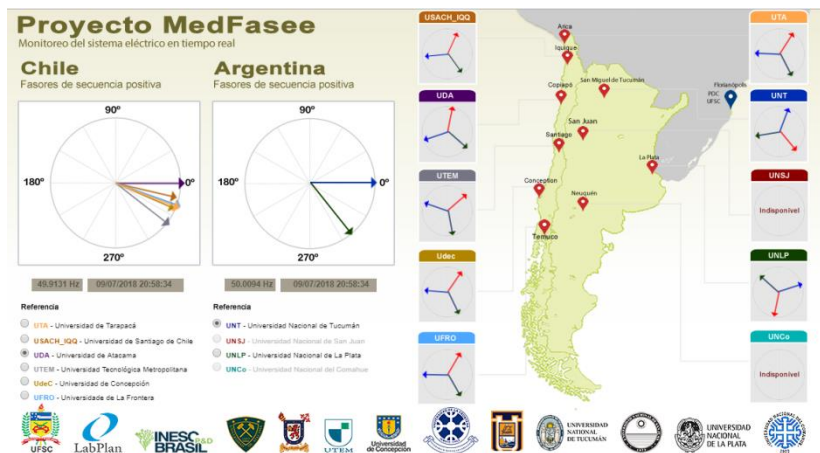 Proyecto MedFasee
Monitoreo del sistema eléctrico en tiempo real
Chile
Fasores de secuencia positiva
Argentina
Fasores de secuencia positiva
90º
180º
0º
270º
90º
180º
0º
270º
49.9131 Hz
09/07/2018 20:58:34
50.0094 Hz
09/07/2018 20:58:34
Referencia
UTA - Universidad de Tarapacá
USACH_IQQ - Universidad de Santiago de Chile
UDA - Universidad de Atacama
UTEM - Universidad Tecnológica Metropolitana
UdeC - Universidad de Concepción
UFRO - Universidade de La Frontera
Referencia
UNT - Universidad Nacional de Tucumán
UNSJ - Universidad Nacional de San Juan
UNLP - Universidad Nacional de La Plata
UNCo - Universidad Nacional del Comahue
USACH_IQQ
UDA
UTEM
Udec
UFRO
Arica
Iquique
Copiapó
San Miguel de Tucumán
San Juan
Santiago
La Plata
Conception
Neuquén
Temuco
Florianópolis
PDC
UFSC
UTA
UNT
UNSJ
Indisponível
UNLP
UNCo
Indisponível
UFSC
LabPlan
INESC P&D
BRASIL
UTEM
Universidad
de Concepción
UNIVERSIDAD
NACIONAL
DE TUCUMÁN
UNIVERSIDAD
NACIONAL
DE LA PLATA